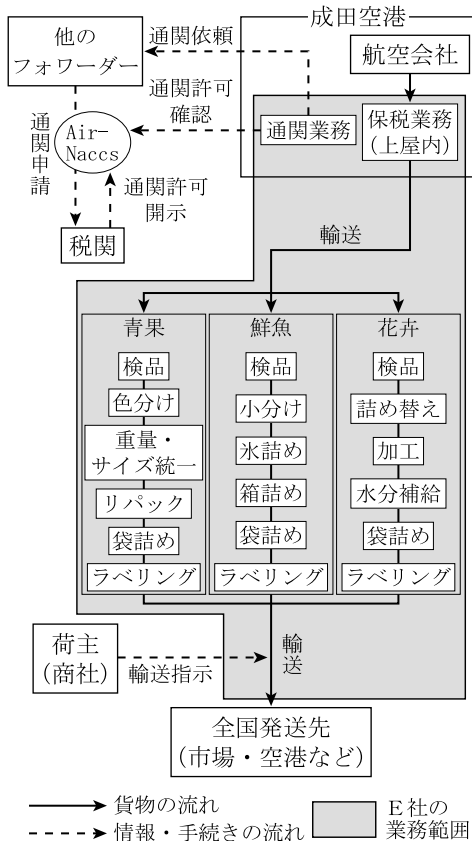 成田空港
他の
フォワーダー
通関依頼
航空会社
通関許可
確認
通関業務
保税業務
（上屋内）
通関申請
Air-
Naccs
通関許可
開示
税関
輸送
青果
検品
色分け
重量・
サイズ統一
リパック
袋詰め
ラベリング
鮮魚
検品
小分け
氷詰め
箱詰め
袋詰め
ラベリング
花卉
検品
詰め替え
加工
水分補給
袋詰め
ラベリング
荷主
（商社）
輸送指示
輸送
全国発送先
（市場・空港など）
貨物の流れ
情報・手続きの流れ
Ｅ社の
業務範囲